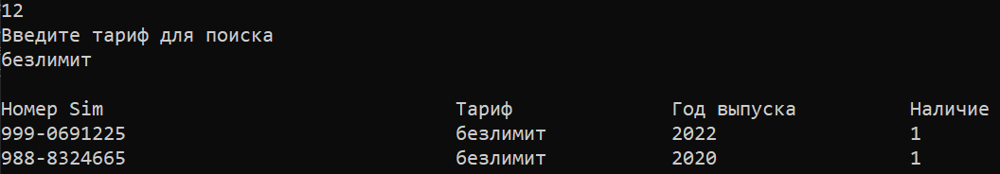 12
Введите тариф для поиска
безлимит
Номер Sim Тариф Год выпуска Наличие
999-0691225 безлимит 2022 1
988-8324665 безлимит 2020 1